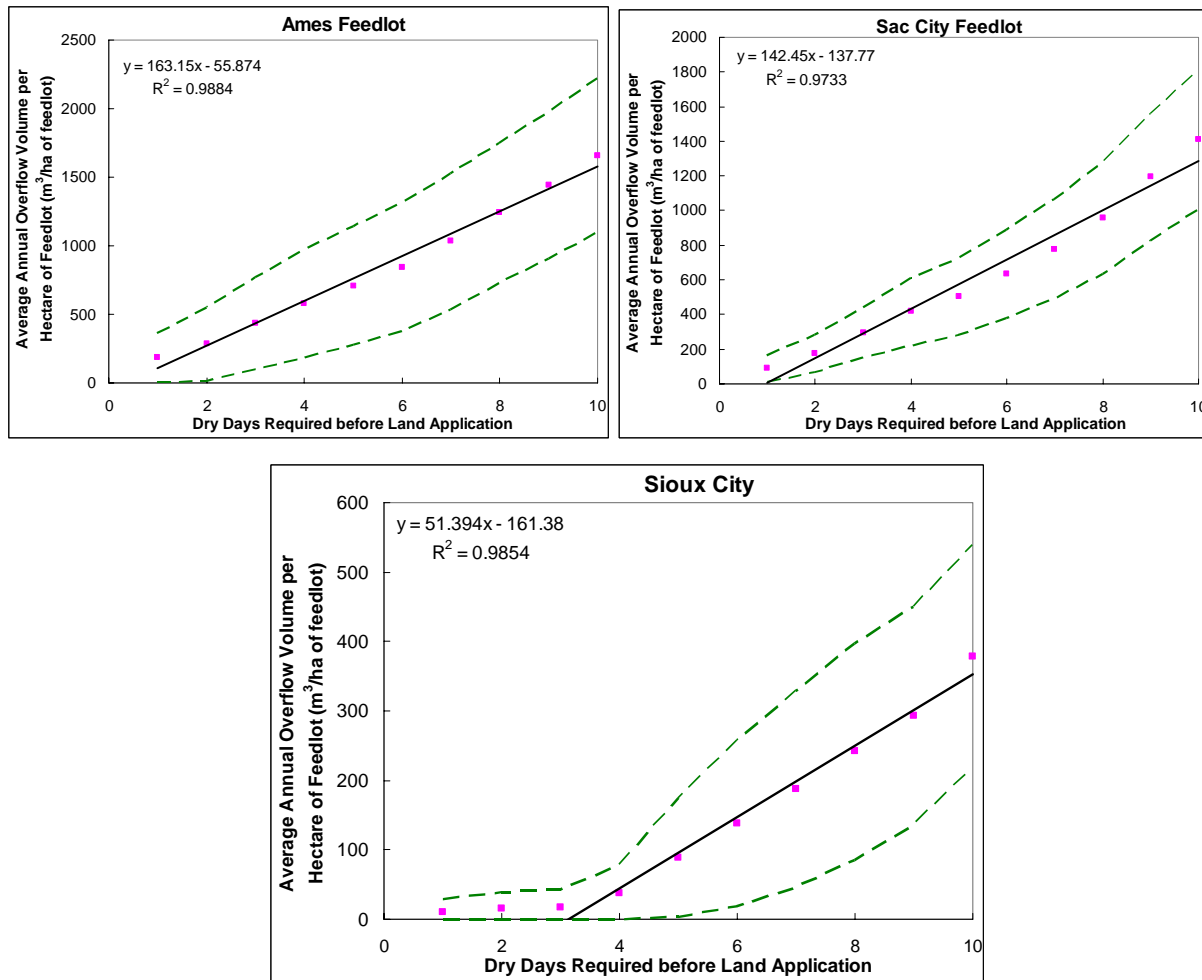 Ames Feedlot
y = 163.15x - 55.874
R² = 0.9884
Average Annual Overflow Volume per
Hectare of Feedlot (m³/ha of feedlot)
2500
2000
1500
1000
500
0
0 2 4 6 8 10
Dry Days Required before Land Application
Sac City Feedlot
y = 142.45x - 137.77
R² = 0.9733
Average Annual Overflow Volume per
Hectare of Feedlot (m³/ha of feedlot)
2000
1800
1600
1400
1200
1000
800
600
400
200
0
0 2 4 6 8 10
Dry Days Required before Land Application
Sioux City
y = 51.394x - 161.38
R² = 0.9854
Average Annual Overflow Volume per
Hectare of Feedlot (m³/ha of feedlot)
600
500
400
300
200
100
0
0 2 4 6 8 10
Dry Days Required before Land Application